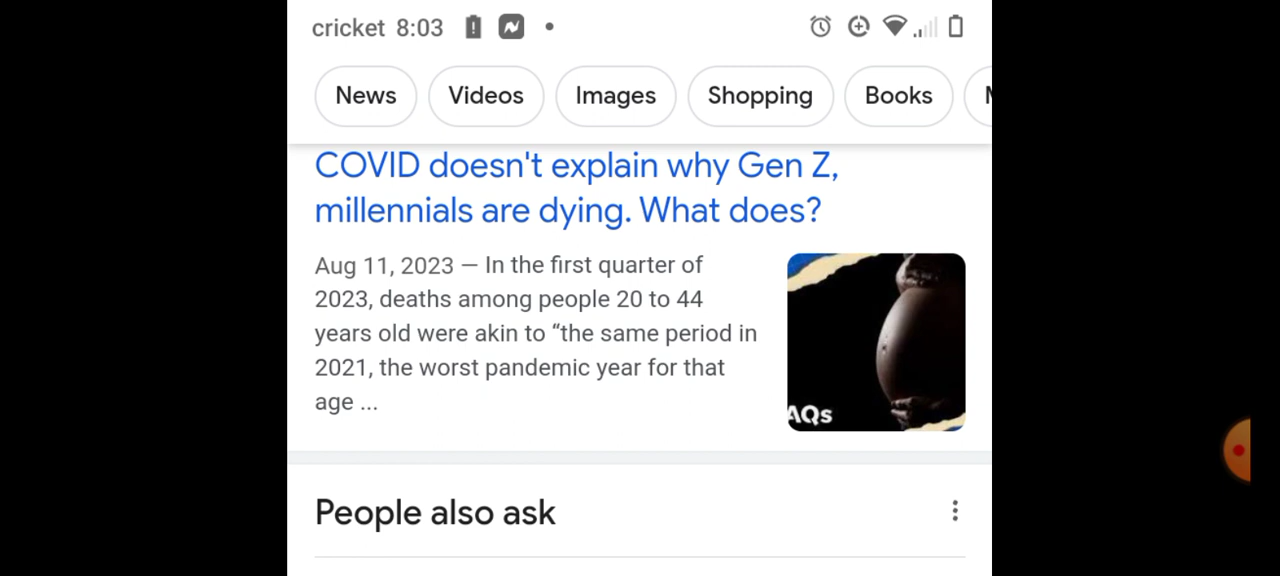 cricket 8:03
News Videos Images Shopping Books
COVID doesn't explain why Gen Z,
millennials are dying. What does?
Aug 11, 2023 — In the first quarter of
2023, deaths among people 20 to 44
years old were akin to “the same period in
2021, the worst pandemic year for that
age ...
AQs
People also ask